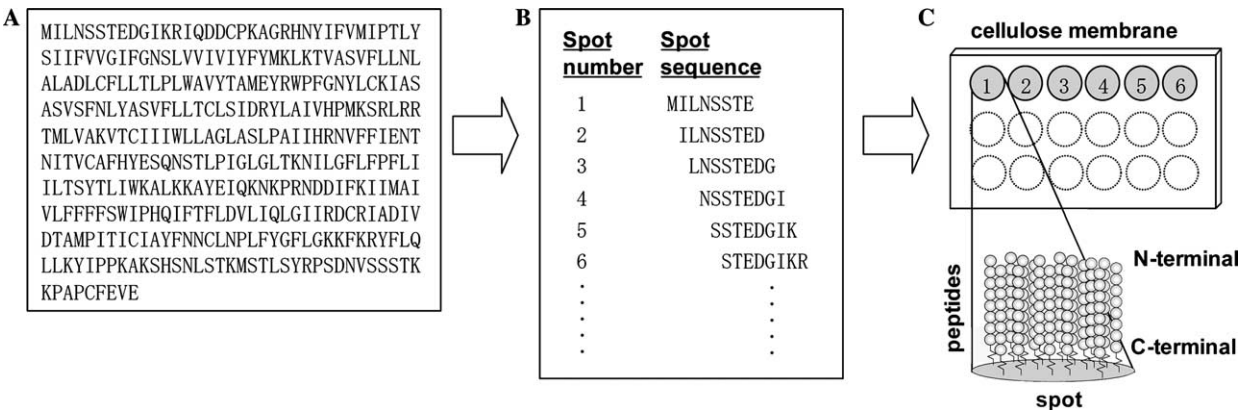 A
MILNSSTEDGIKRIQDDCPKAGRHNYIFVMIPTLY
SIIFVVGIFGNSLVVIVIYFYMKLKTVASVFLLNL
ALADLCFLLTLPLWAVYTAMEYRWPFGNYLCKIAS
ASVSFNLYASVFLLTCLSIDRYLAIVHPMKSRLRR
TMLVAKVTCIIIWLLAGLASLPAIIHRNVFFIENT
NITVCAFHYESQNSTLPIGLGLTKNILGFLFPFLI
ILTSYTLIWKALKKAYEIQKNKPRNDDIFKIIMAI
VLFFFFSWIPHQIFTFLDVLIQLGIIRDCRIADIV
DTAMPITICIAYFNNCLNPLFYGFLGKKFKRYFLQ
LLKYIPPKAKSHSNLSTKMSTLSYRPSDNVSSSTK
KPAPCFEVE
B
Spot number Spot sequence
1 MILNSSTE
2 ILNSSTED
3 LNSSTEDG
4 NSSTEDGI
5 SSTEDGIK
6 STEDGIKR
C
cellulose membrane
1 2 3 4 5 6
N-terminal
peptides
C-terminal
spot